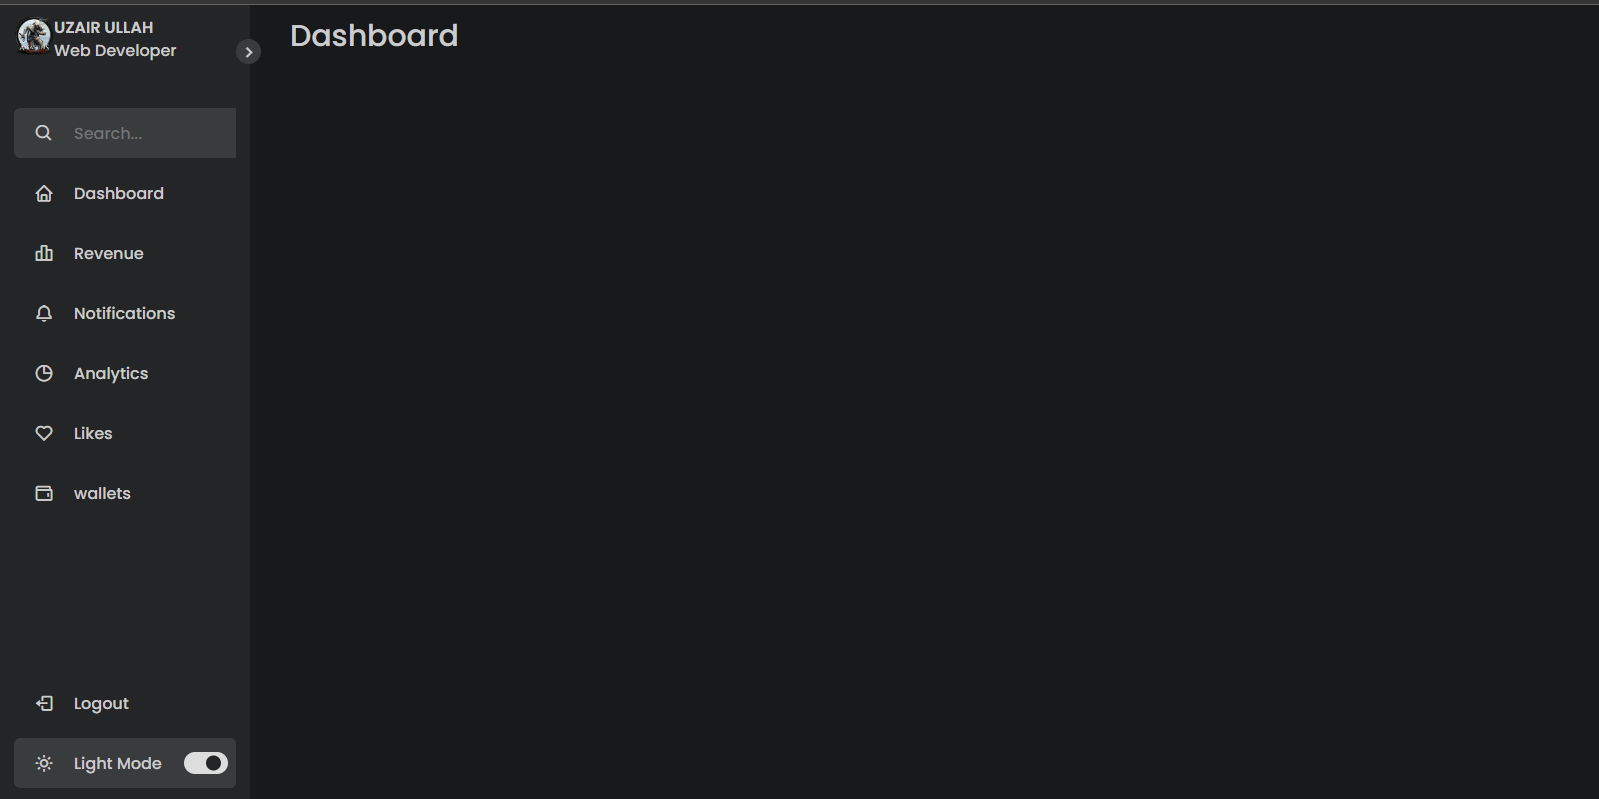 UZAIR ULLAH
Web Developer
Dashboard
Search...
Dashboard
Revenue
Notifications
Analytics
Likes
wallets
Logout
Light Mode